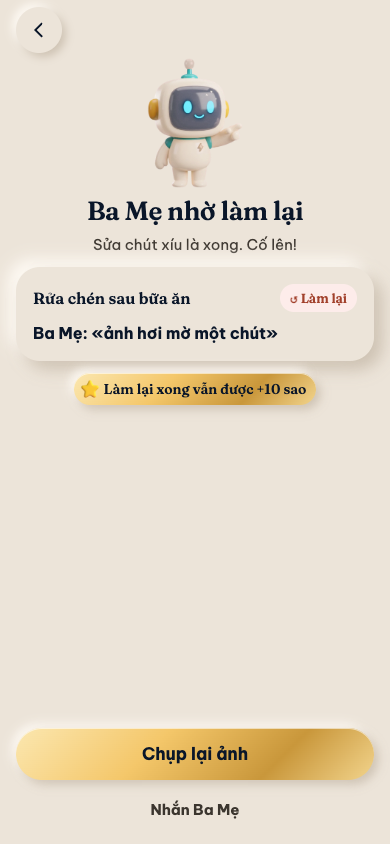 Ba Mẹ nhờ làm lại
Sửa chút xíu là xong. Cố lên!
Rửa chén sau bữa ăn
↺ Làm lại
Ba Mẹ: «ảnh hơi mờ một chút»
Làm lại xong vẫn được +10 sao
Chụp lại ảnh
Nhắn Ba Mẹ